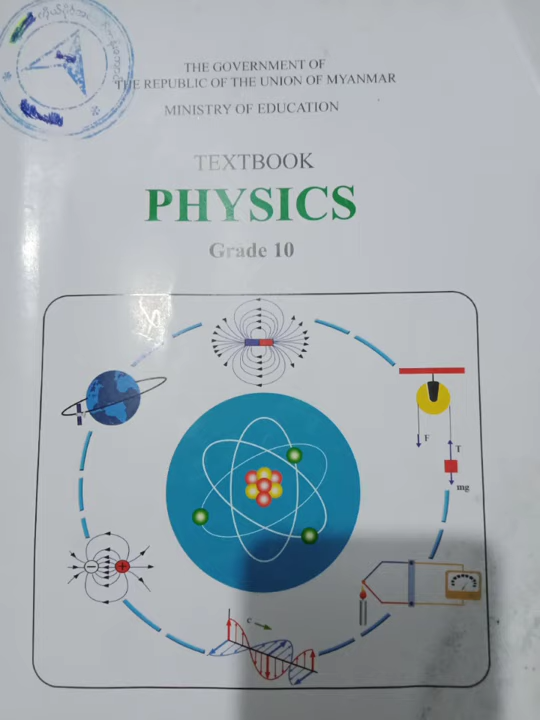 THE GOVERNMENT OF
THE REPUBLIC OF THE UNION OF MYANMAR
MINISTRY OF EDUCATION
TEXTBOOK
PHYSICS
Grade 10
F
T
mg
−
+
c